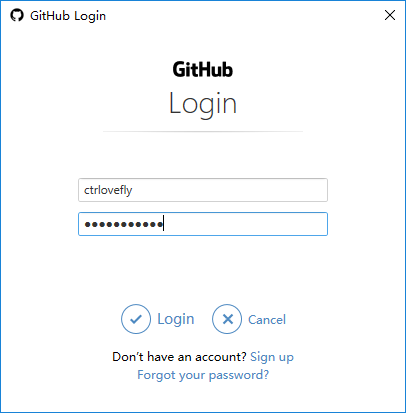 GitHub Login
GitHub
Login
ctrlovefly
●●●●●●●●●●●
Login Cancel
Don't have an account? Sign up
Forgot your password?